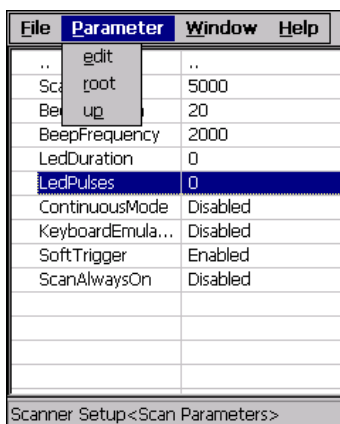 File Parameter Window Help
.. edit ..
Sca root 5000
Be up 20
BeepFrequency 2000
LedDuration 0
LedPulses 0
ContinuousMode Disabled
KeyboardEmula... Disabled
SoftTrigger Enabled
ScanAlwaysOn Disabled
Scanner Setup<Scan Parameters>